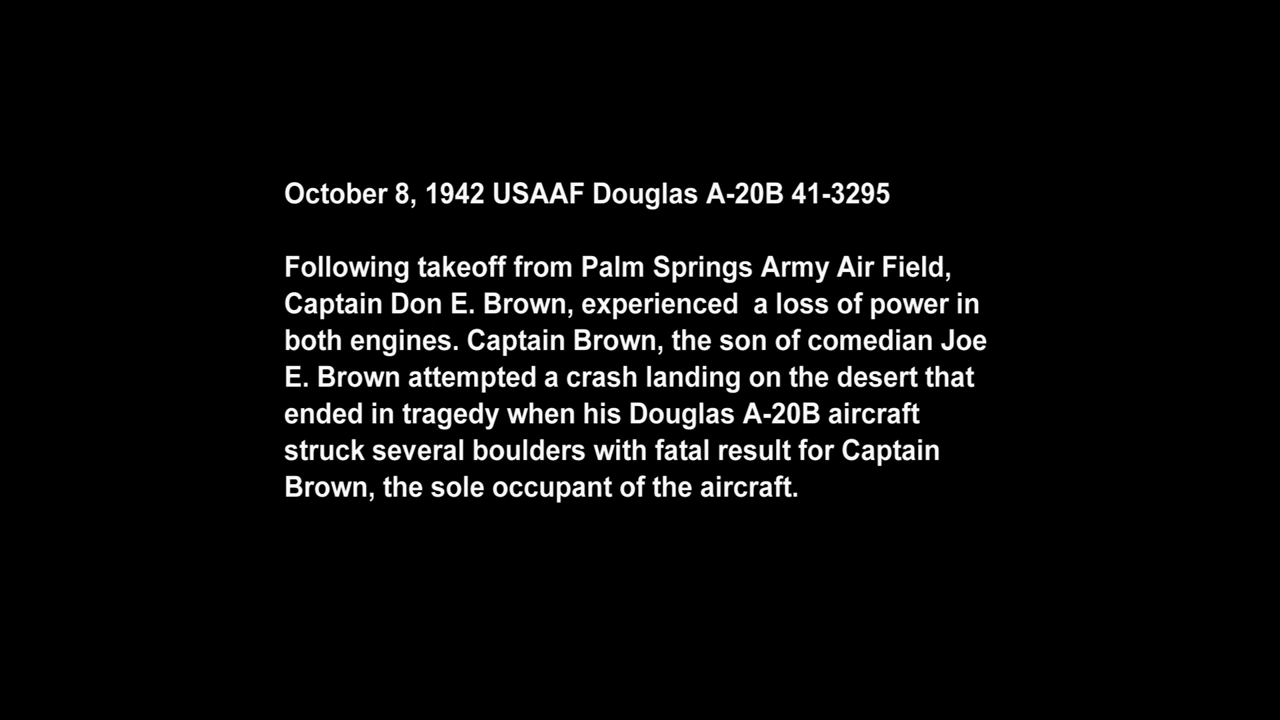 October 8, 1942 USAAF Douglas A-20B 41-3295
Following takeoff from Palm Springs Army Air Field,
Captain Don E. Brown, experienced  a loss of power in
both engines. Captain Brown, the son of comedian Joe
E. Brown attempted a crash landing on the desert that
ended in tragedy when his Douglas A-20B aircraft
struck several boulders with fatal result for Captain
Brown, the sole occupant of the aircraft.